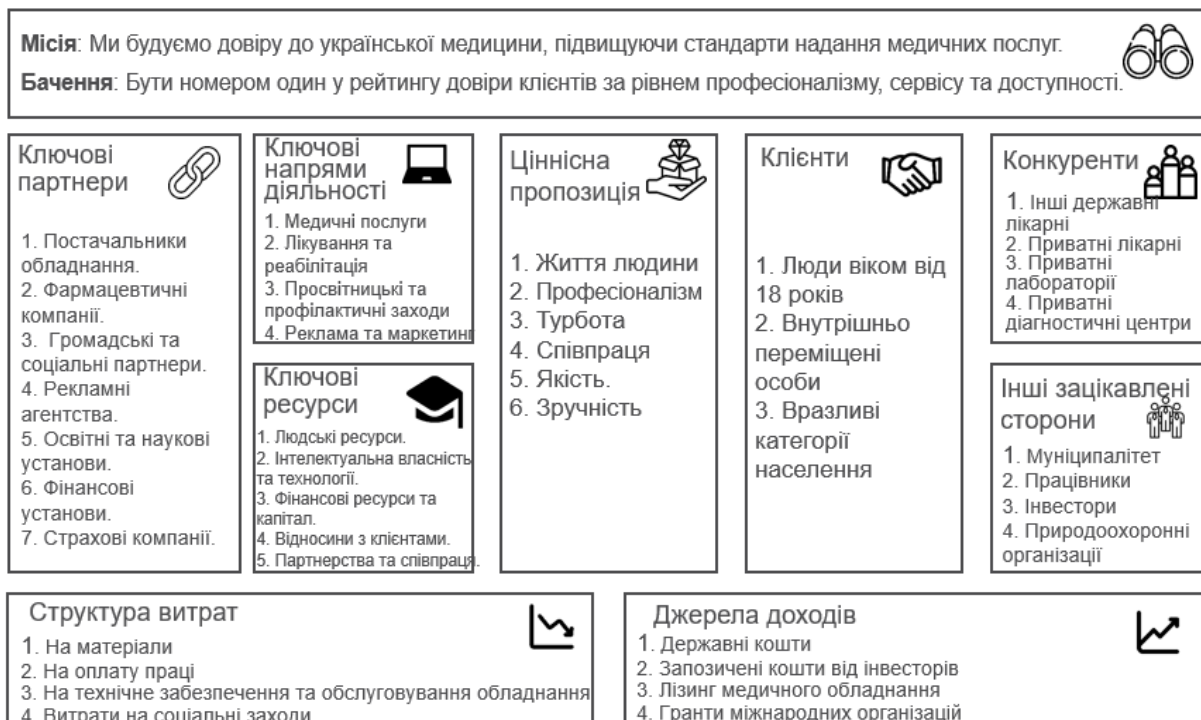 Місія: Ми будуємо довіру до української медицини, підвищуючи стандарти надання медичних послуг.
Бачення: Бути номером один у рейтингу довіри клієнтів за рівнем професіоналізму, сервісу та доступності.
Ключові
партнери
1. Постачальники
обладнання.
2. Фармацевтичні
компанії.
3. Громадські та
соціальні партнери.
4. Рекламні
агентства.
5. Освітні та наукові
установи.
6. Фінансові
установи.
7. Страхові компанії.
Ключові
напрями
діяльності
1. Медичні послуги
2. Лікування та
реабілітація
3. Просвітницькі та
профілактичні заходи
4. Реклама та маркетинг
Ключові
ресурси
1. Людські ресурси.
2. Інтелектуальна власність
та технології.
3. Фінансові ресурси та
капітал.
4. Відносини з клієнтами.
5. Партнерства та співпраця.
Ціннісна
пропозиція
1. Життя людини
2. Професіоналізм
3. Турбота
4. Співпраця
5. Якість.
6. Зручність
Клієнти
1. Люди віком від
18 років
2. Внутрішньо
переміщені
особи
3. Вразливі
категорії
населення
Конкуренти
1. Інші державні
лікарні
2. Приватні лікарні
3. Приватні
лабораторії
4. Приватні
діагностичні центри
Інші зацікавлені
сторони
1. Муніципалітет
2. Працівники
3. Інвестори
4. Природоохоронні
організації
Структура витрат
1. На матеріали
2. На оплату праці
3. На технічне забезпечення та обслуговування обладнання
4. Витрати на соціальні заходи
Джерела доходів
1. Державні кошти
2. Запозичені кошти від інвесторів
3. Лізинг медичного обладнання
4. Гранти міжнародних організацій